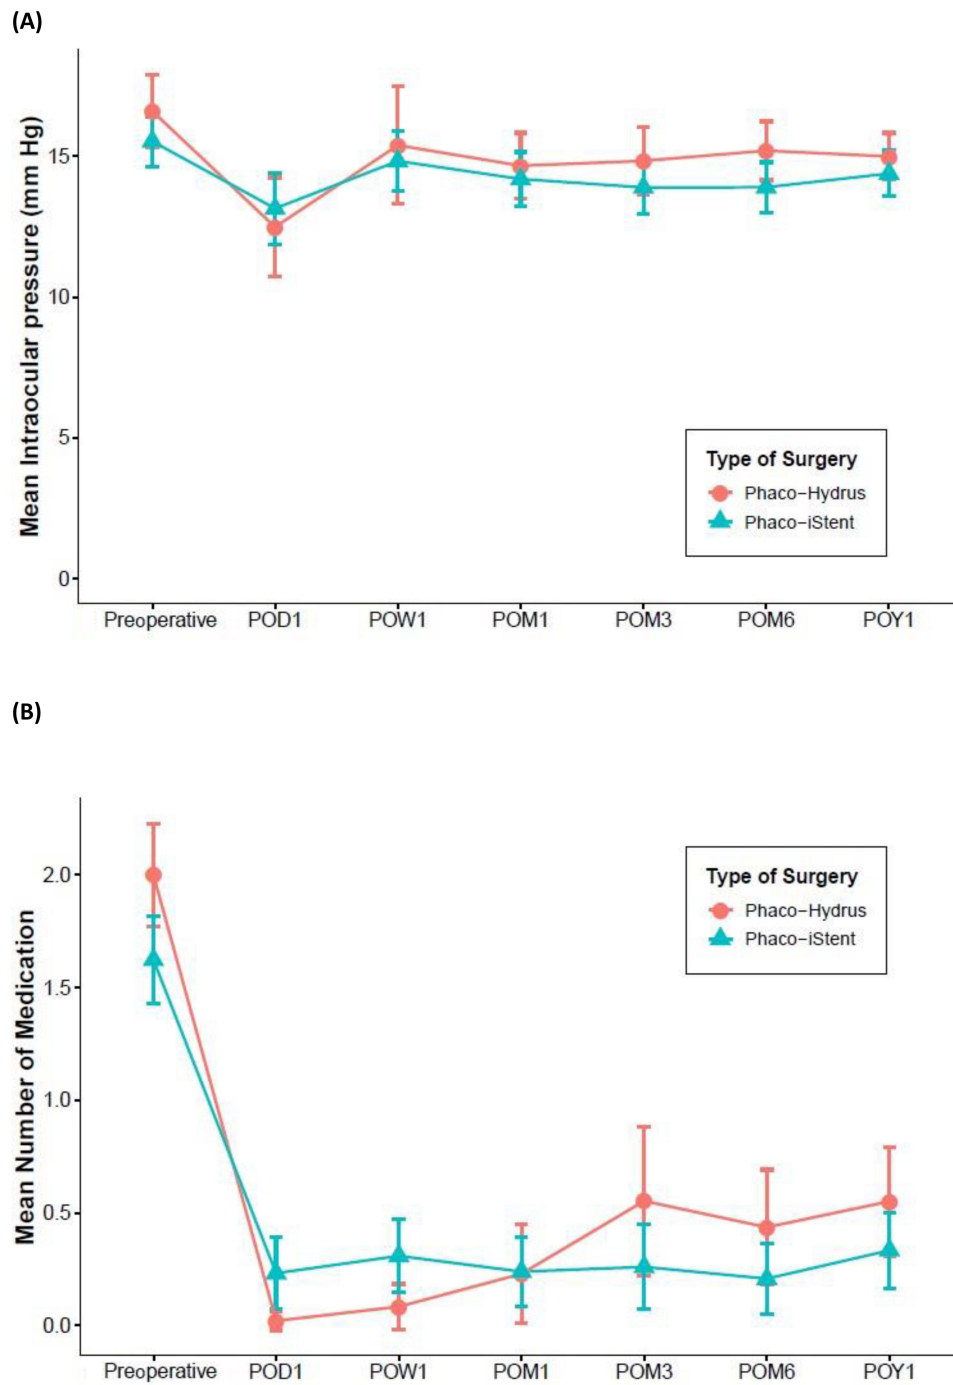 (A)
Mean Intraocular pressure (mm Hg)
15
10
5
0
Type of Surgery
Phaco-Hydrus
Phaco-iStent
Preoperative POD1 POW1 POM1 POM3 POM6 POY1
(B)
Mean Number of Medication
2.0
1.5
1.0
0.5
0.0
Type of Surgery
Phaco-Hydrus
Phaco-iStent
Preoperative POD1 POW1 POM1 POM3 POM6 POY1